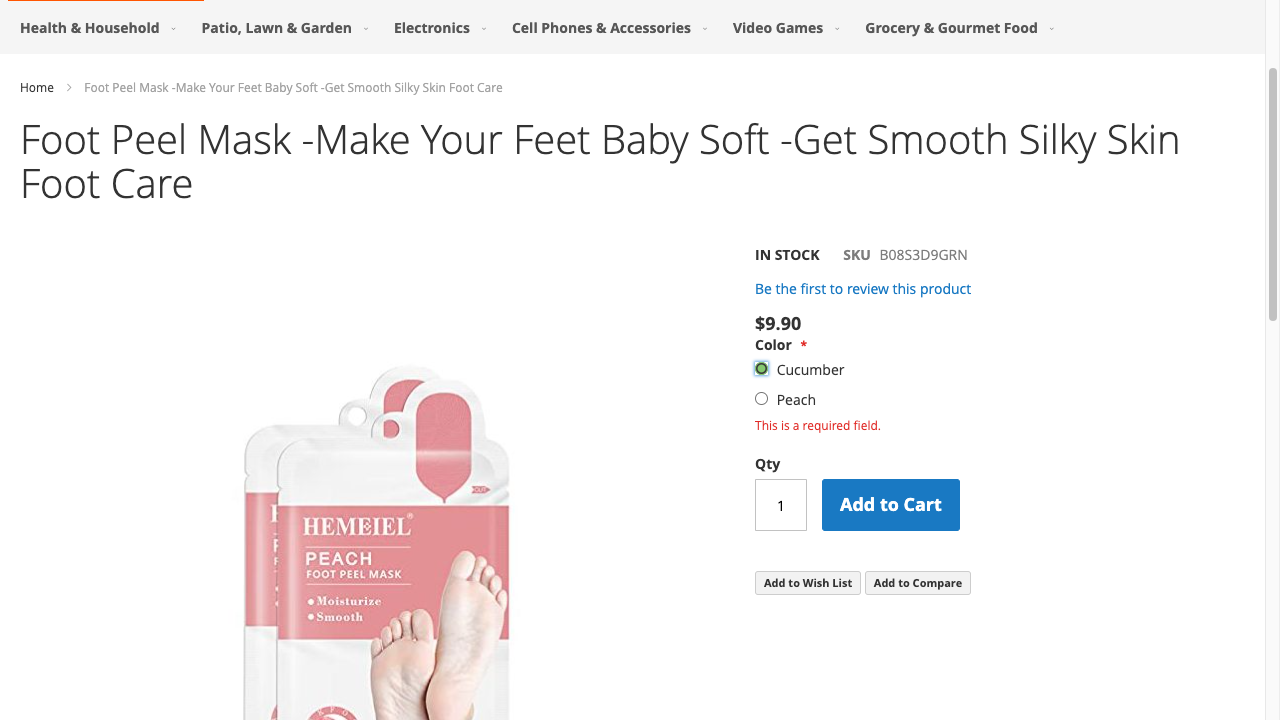 Health & Household Patio, Lawn & Garden Electronics Cell Phones & Accessories Video Games Grocery & Gourmet Food
Home Foot Peel Mask -Make Your Feet Baby Soft -Get Smooth Silky Skin Foot Care
Foot Peel Mask -Make Your Feet Baby Soft -Get Smooth Silky Skin
Foot Care
IN STOCK SKU B08S3D9GRN
Be the first to review this product
$9.90
Color *
Cucumber
Peach
This is a required field.
Qty
1 Add to Cart
Add to Wish List Add to Compare
HEMEIEL®
PEACH
FOOT PEEL MASK
Moisturize
Smooth